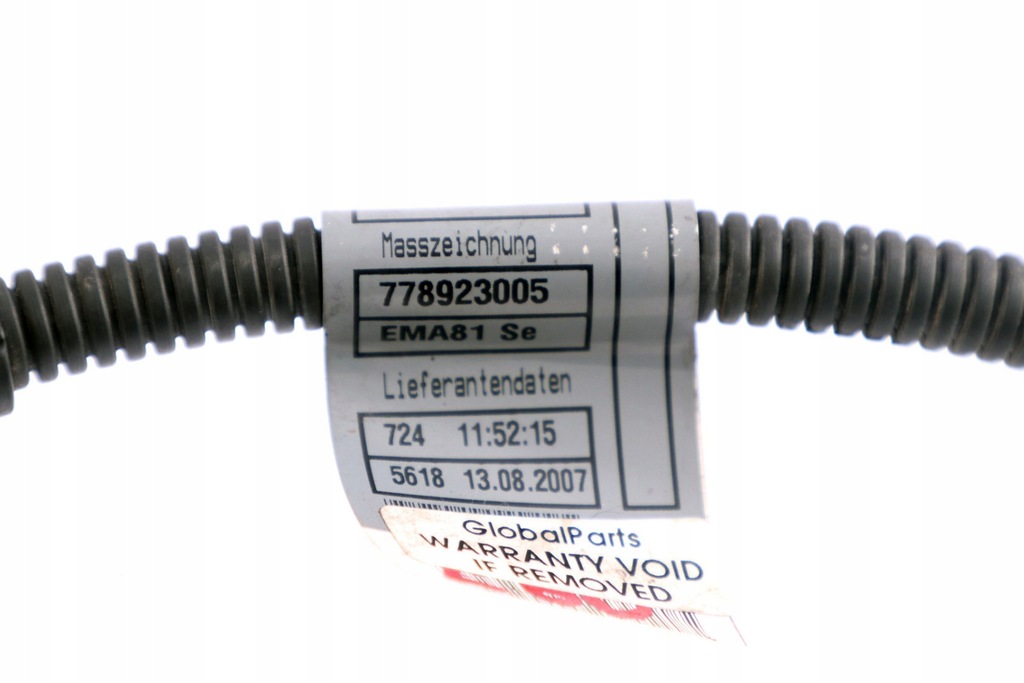 Masszeichnung
778923005
EMA81 Se
Lieferantendaten
724 11:52:15
5618 13.08.2007
GlobalParts
WARRANTY VOID
IF REMOVED